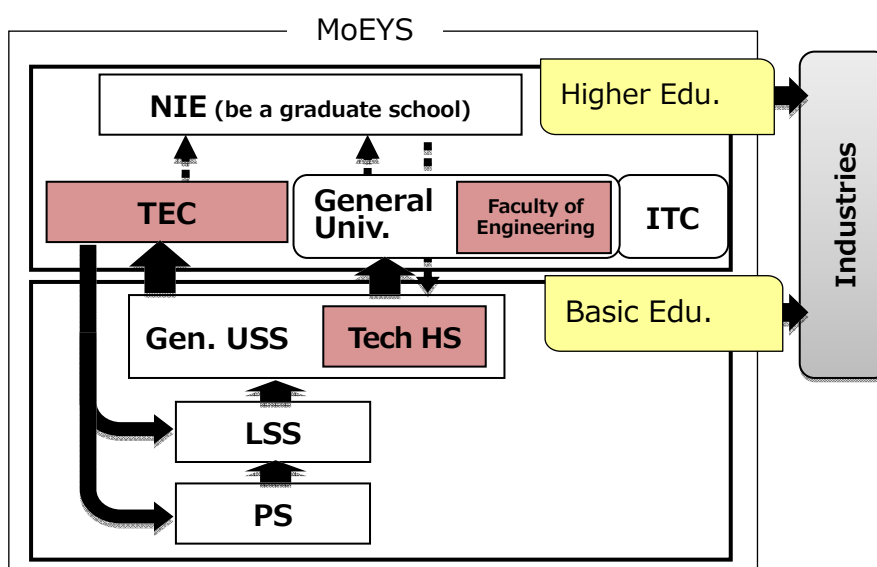 MoEYS
NIE (be a graduate school)
Higher Edu.
TEC
General
Univ.
Faculty of
Engineering
ITC
Industries
Basic Edu.
Gen. USS
Tech HS
LSS
PS